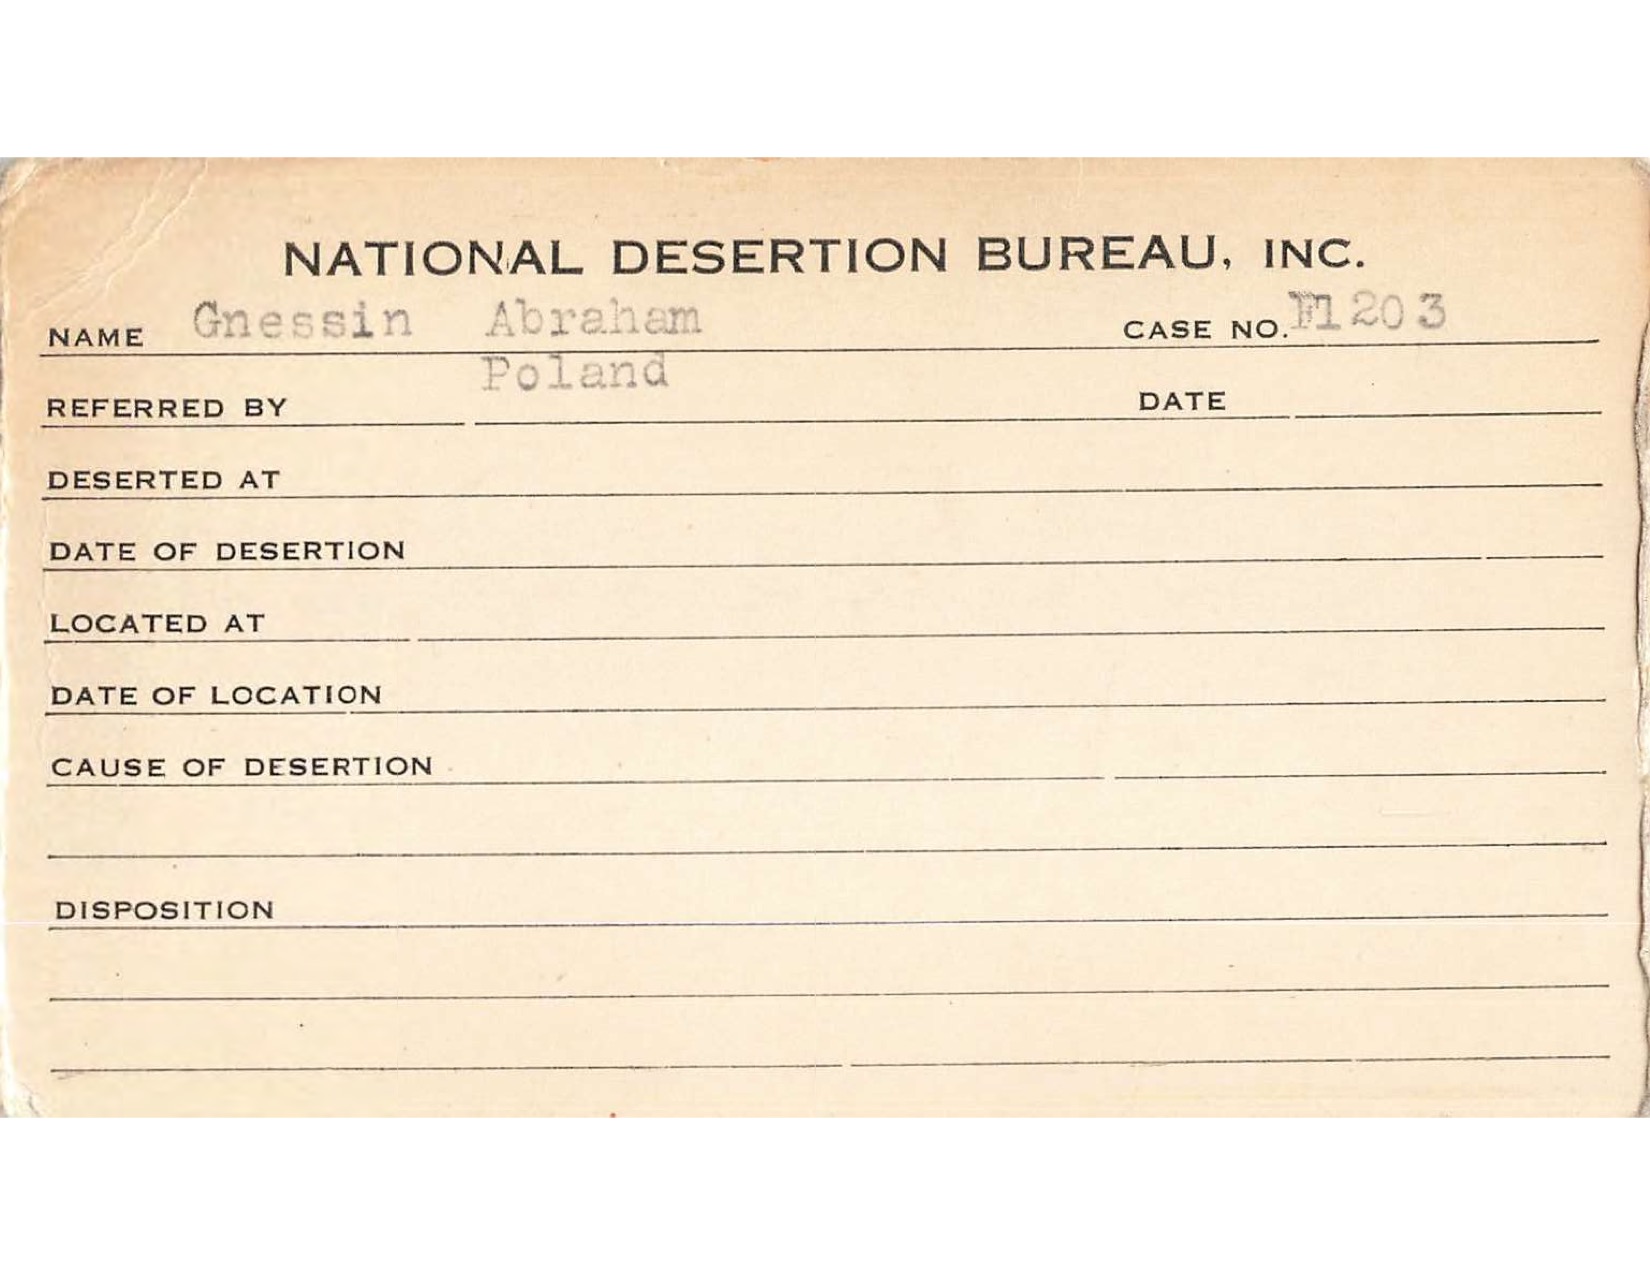 NATIONAL DESERTION BUREAU, INC.
NAME Gnessin Abraham CASE NO. F1203
Poland
REFERRED BY DATE
DESERTED AT
DATE OF DESERTION
LOCATED AT
DATE OF LOCATION
CAUSE OF DESERTION
DISPOSITION